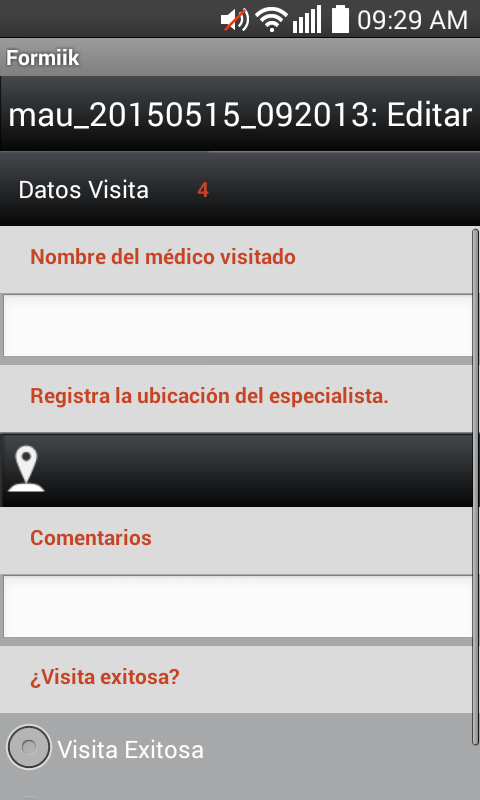 09:29 AM
Formiik
mau_20150515_092013: Editar
Datos Visita 4
Nombre del médico visitado
Registra la ubicación del especialista.
Comentarios
¿Visita exitosa?
Visita Exitosa